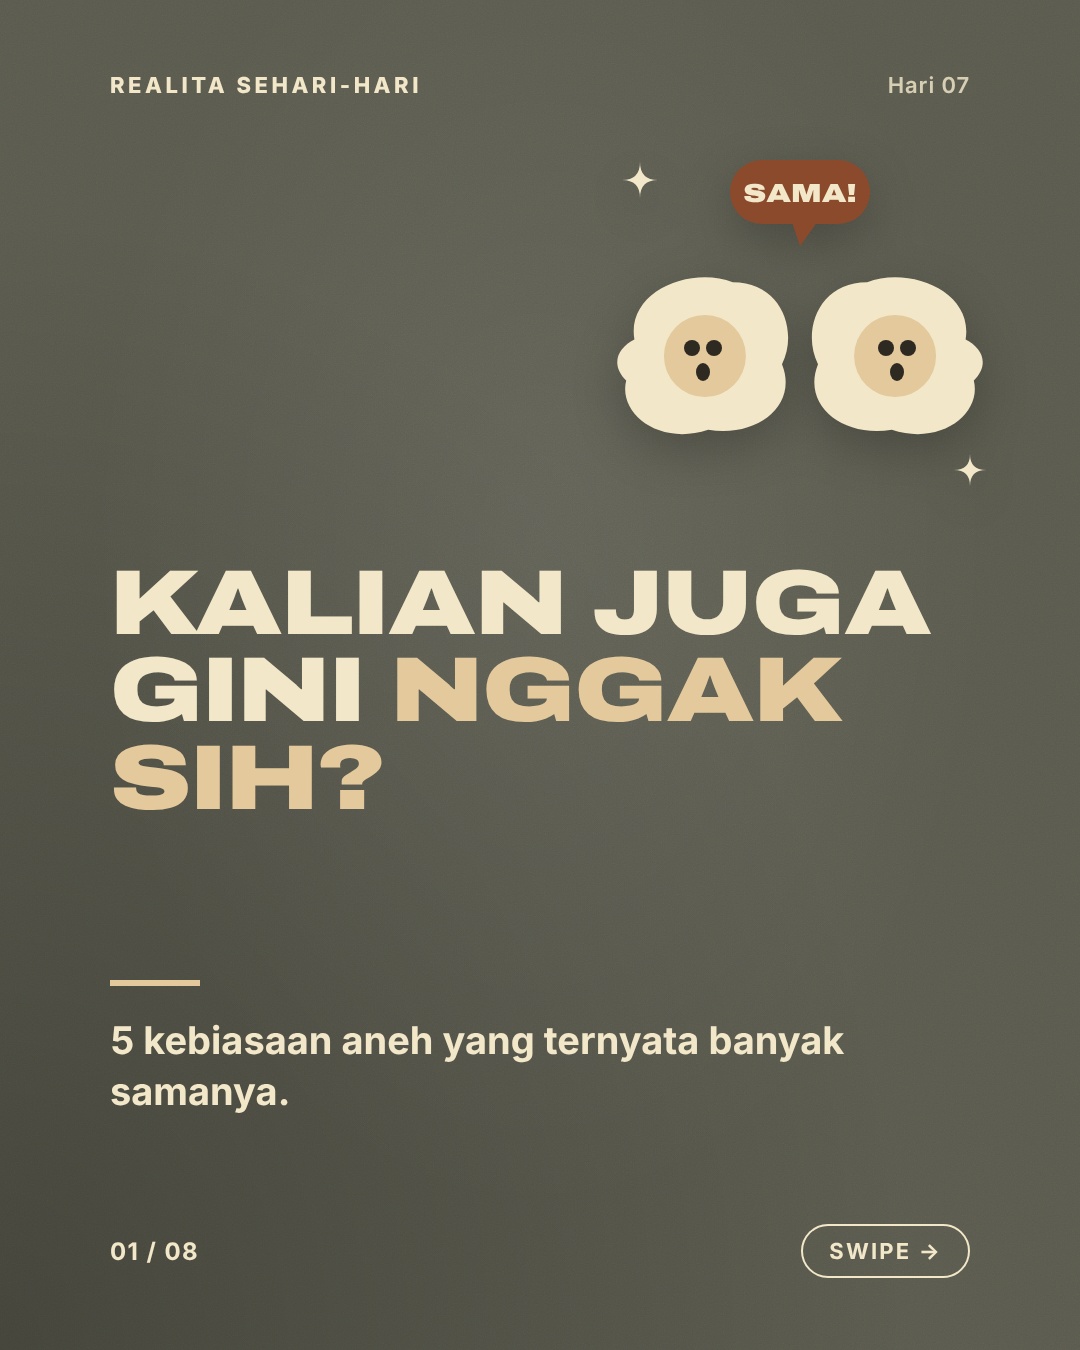 REALITA SEHARI-HARI
Hari 07
SAMA!
KALIAN JUGA
GINI NGGAK
SIH?
5 kebiasaan aneh yang ternyata banyak
samanya.
01 / 08
SWIPE →